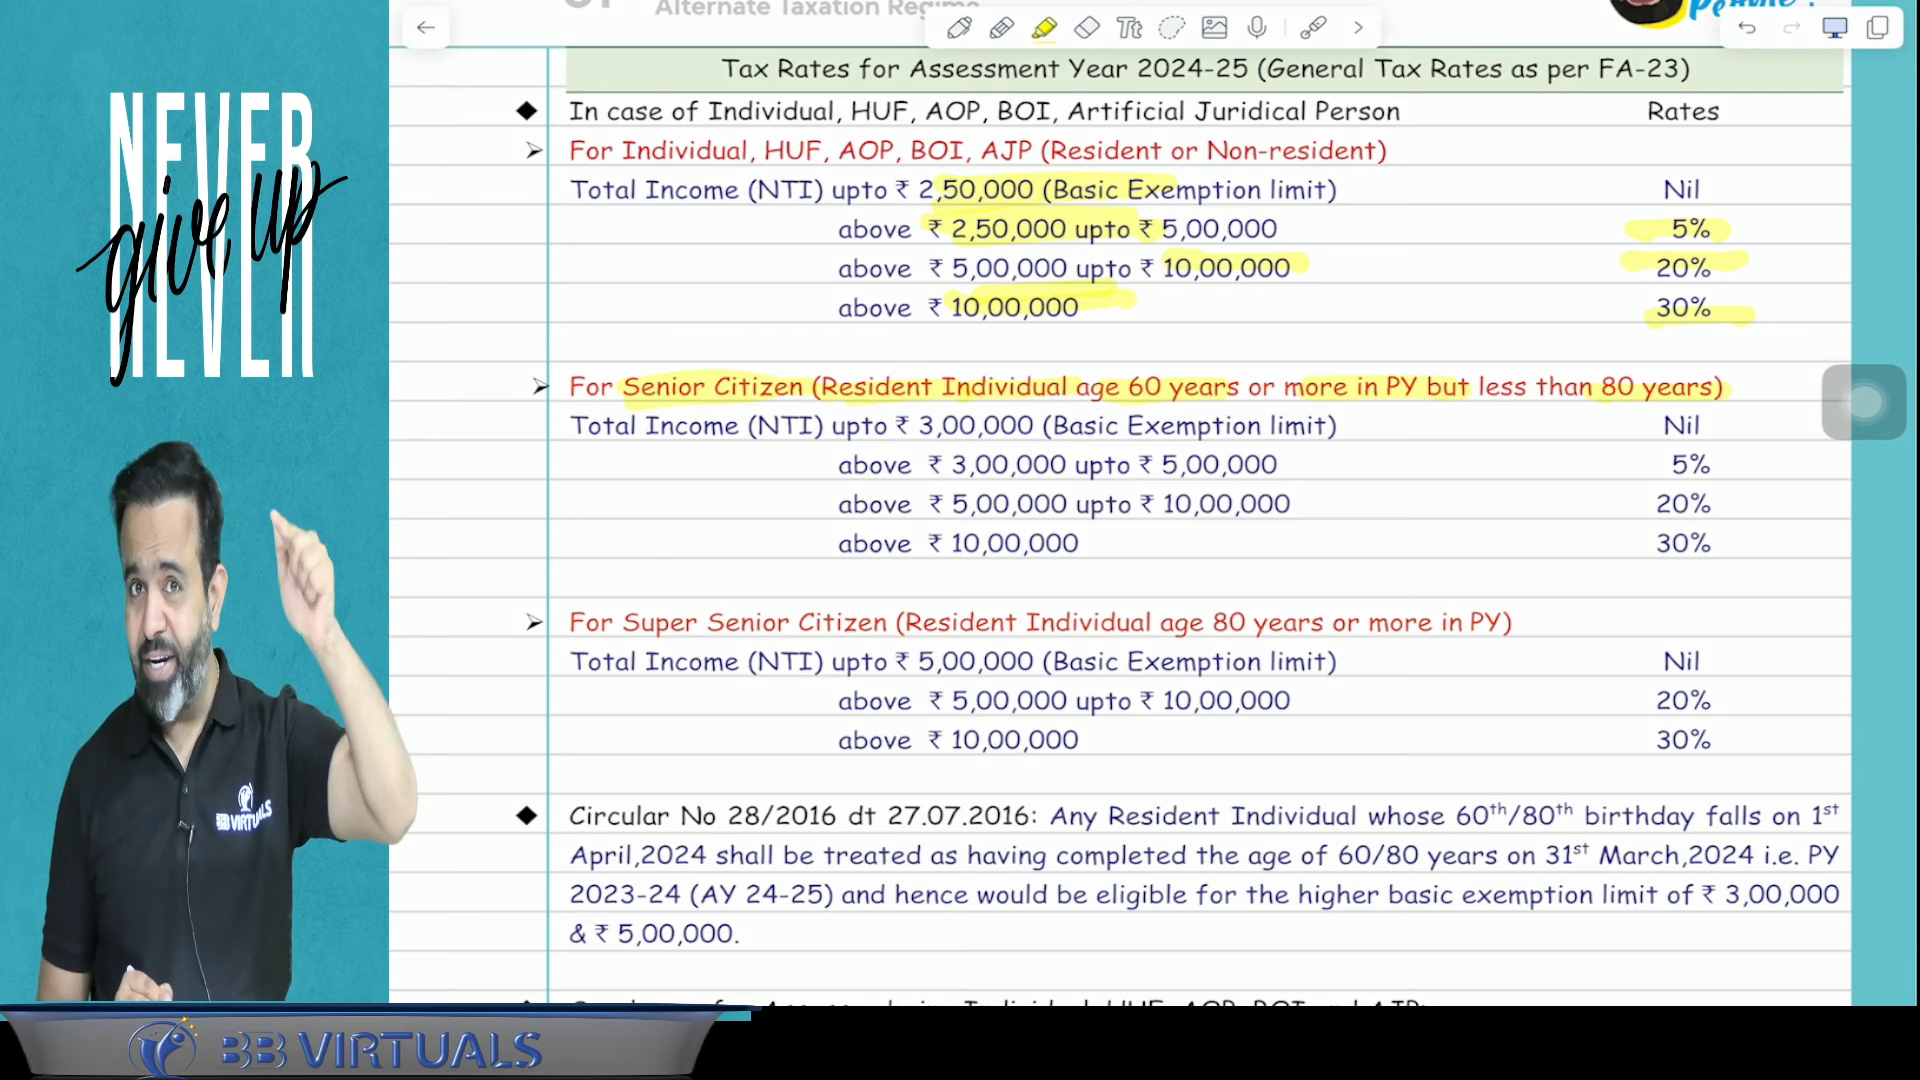 Alternate Taxation Regime
NEVER
give up
NEVER
Tax Rates for Assessment Year 2024-25 (General Tax Rates as per FA-23)
◆ In case of Individual, HUF, AOP, BOI, Artificial Juridical Person Rates
➢ For Individual, HUF, AOP, BOI, AJP (Resident or Non-resident)
Total Income (NTI) upto ₹ 2,50,000 (Basic Exemption limit) Nil
above ₹ 2,50,000 upto ₹ 5,00,000 5%
above ₹ 5,00,000 upto ₹ 10,00,000 20%
above ₹ 10,00,000 30%
➢ For Senior Citizen (Resident Individual age 60 years or more in PY but less than 80 years)
Total Income (NTI) upto ₹ 3,00,000 (Basic Exemption limit) Nil
above ₹ 3,00,000 upto ₹ 5,00,000 5%
above ₹ 5,00,000 upto ₹ 10,00,000 20%
above ₹ 10,00,000 30%
➢ For Super Senior Citizen (Resident Individual age 80 years or more in PY)
Total Income (NTI) upto ₹ 5,00,000 (Basic Exemption limit) Nil
above ₹ 5,00,000 upto ₹ 10,00,000 20%
above ₹ 10,00,000 30%
◆ Circular No 28/2016 dt 27.07.2016: Any Resident Individual whose 60th/80th birthday falls on 1st
April,2024 shall be treated as having completed the age of 60/80 years on 31st March,2024 i.e. PY
2023-24 (AY 24-25) and hence would be eligible for the higher basic exemption limit of ₹ 3,00,000
& ₹ 5,00,000.
BB VIRTUALS
BB VIRTUALS